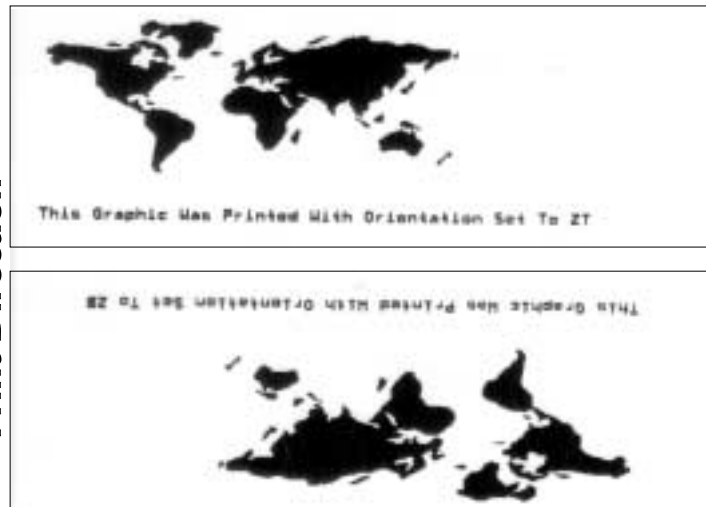 This Graphic Was Printed With Orientation Set To ZT
This Graphic Was Printed With Orientation Set To ZB